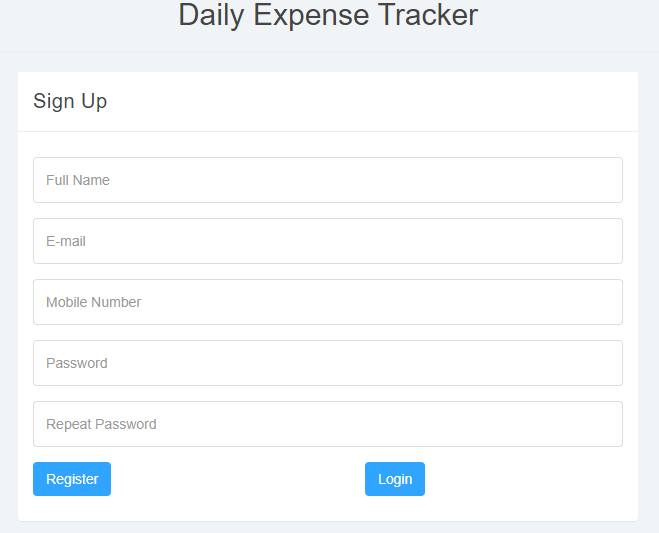 Daily Expense Tracker
Sign Up
Full Name
E-mail
Mobile Number
Password
Repeat Password
Register Login